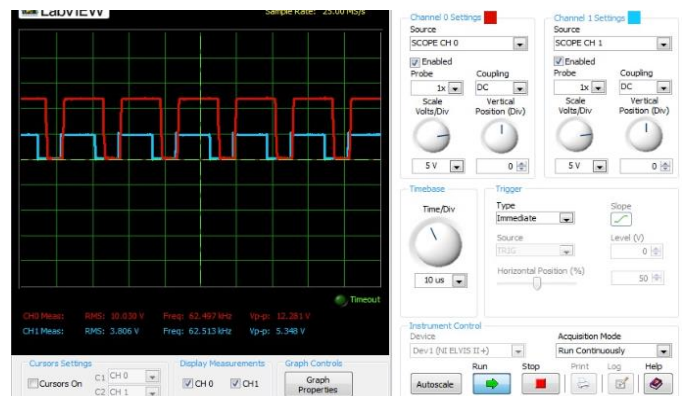 LabVIEW
Sample Rate: 25.00 MS/s
CH0 Meas: RMS: 10.030 V Freq: 62.497 kHz Vp-p: 12.281 V
CH1 Meas: RMS: 3.806 V Freq: 62.513 kHz Vp-p: 5.348 V
Timeout
Cursors Settings
Cursors On
C1 CH 0
C2 CH 1
Display Measurements
CH 0 CH1
Graph Controls
Graph
Properties
Channel 0 Settings
Source
SCOPE CH 0
Enabled
Probe Coupling
1x DC
Scale Vertical
Volts/Div Position (Div)
5 V 0
Channel 1 Settings
Source
SCOPE CH 1
Enabled
Probe Coupling
1x DC
Scale Vertical
Volts/Div Position (Div)
5 V 0
Timebase
Time/Div
10 us
Trigger
Type Slope
Immediate
Source Level (V)
TRIG 0
Horizontal Position (%)
50
Instrument Control
Device Acquisition Mode
Dev1 (NI ELVIS II+) Run Continuously
Run Stop Print Log Help
Autoscale